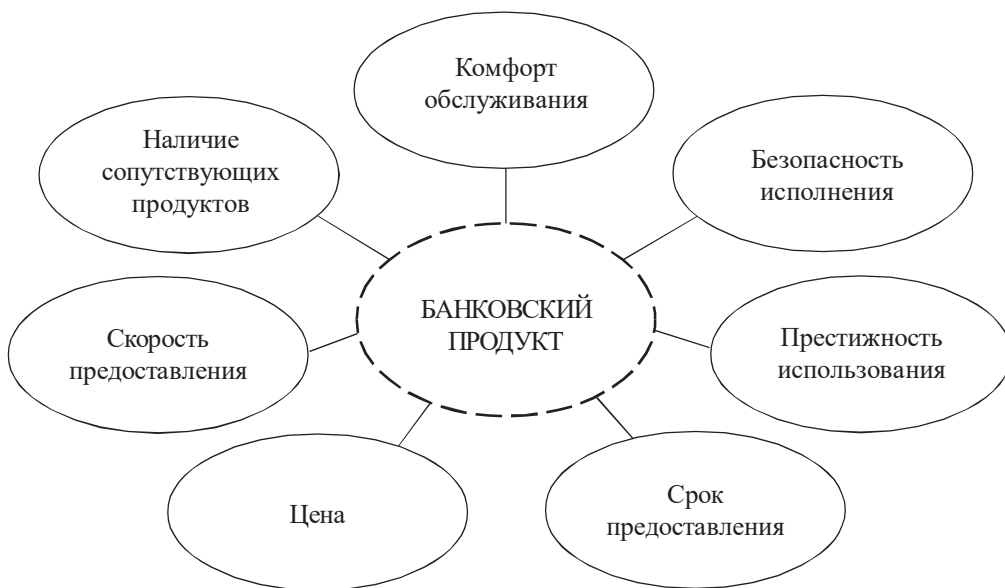 Комфорт
обслуживания
Наличие
сопутствующих
продуктов
Безопасность
исполнения
БАНКОВСКИЙ
ПРОДУКТ
Скорость
предоставления
Престижность
использования
Цена
Срок
предоставления